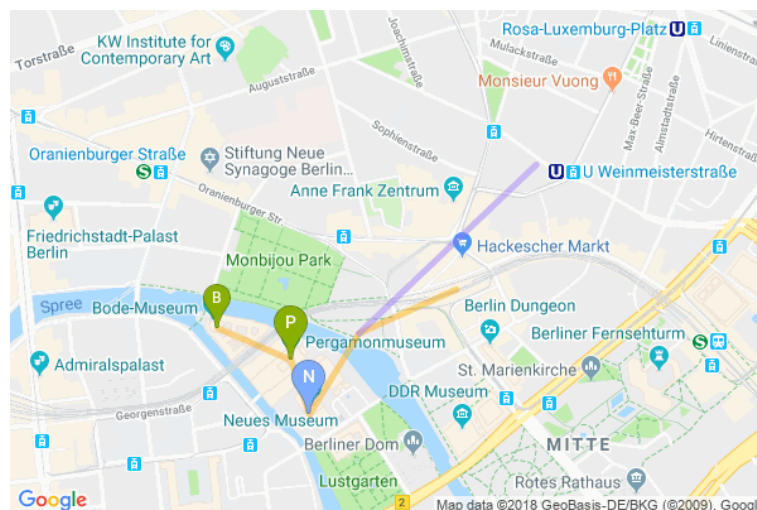 Rosa-Luxemburg-Platz
U
KW Institute for
Contemporary Art
Torstraße
Joachimstraße
Mulackstraße
Linienstraße
Auguststraße
Monsieur Vuong
Max-Beer-Straße
Almstadtstraße
Sophienstraße
Hirtenstraße
Oranienburger Straße
S
Stiftung Neue
Synagoge Berlin...
U
U Weinmeisterstraße
Anne Frank Zentrum
Oranienburger Str.
Friedrichstadt-Palast
Berlin
Hackescher Markt
Monbijou Park
Spree
Bode-Museum
B
P
Berlin Dungeon
Pergamonmuseum
Berliner Fernsehturm
S
Admiralspalast
St. Marienkirche
N
DDR Museum
Georgenstraße
Neues Museum
Berliner Dom
MITTE
Lustgarten
Rotes Rathaus
2
Google
Map data ©2018 GeoBasis-DE/BKG (©2009), Googl